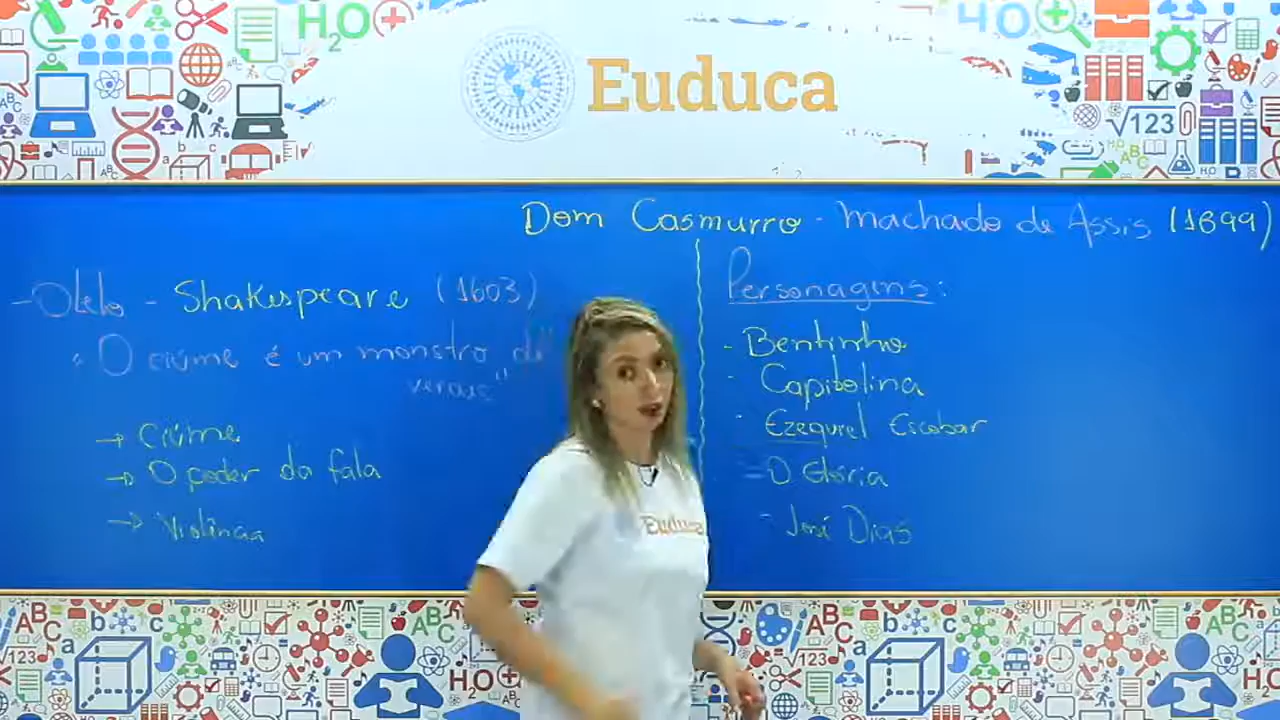 Euduca
Dom Casmurro - Machado de Assis (1899)
- Otelo - Shakespeare (1603)
"O ciúme é um monstro de
verdes"
→ Ciúme
→ O poder da fala
→ Violência
Personagens:
- Bentinho
- Capitolina
- Ezequiel Escobar
- D Glória
- José Dias
Euduca